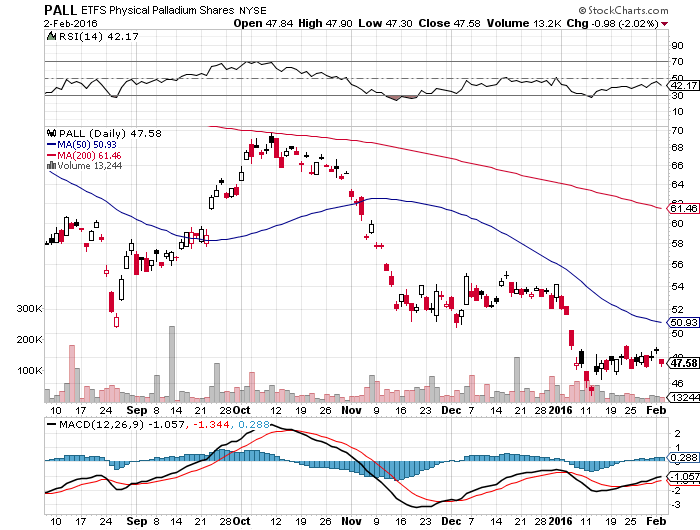 PALL ETFS Physical Palladium Shares NYSE © StockCharts.com
2-Feb-2016 Open 47.84 High 47.90 Low 47.30 Close 47.58 Volume 13.2K Chg -0.98 (-2.02%)
RSI(14) 42.17
90
70
50
42.17
30
10
PALL (Daily) 47.58
MA(50) 50.93
MA(200) 61.46
Volume 13,244
70
68
66
64
61.46
60
58
56
54
52
50.93
50
48
47.58
46
13244
300K
200K
100K
10 17 24 Sep 8 14 21 28 Oct 12 19 26 Nov 9 16 23 Dec 7 14 21 28 2016 11 19 25 Feb
MACD(12,26,9) -1.057, -1.344, 0.288
2
1
0.288
-1.057
-2
-3
10 17 24 Sep 8 14 21 28 Oct 12 19 26 Nov 9 16 23 Dec 7 14 21 28 2016 11 19 25 Feb